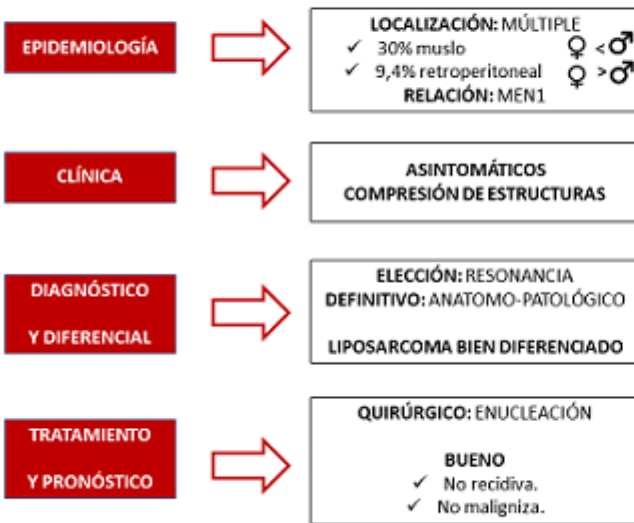 EPIDEMIOLOGÍA
LOCALIZACIÓN: MÚLTIPLE
✓ 30% muslo ♀ < ♂
✓ 9,4% retroperitoneal ♀ > ♂
RELACIÓN: MEN1
CLÍNICA
ASINTOMÁTICOS
COMPRESIÓN DE ESTRUCTURAS
DIAGNÓSTICO
Y DIFERENCIAL
ELECCIÓN: RESONANCIA
DEFINITIVO: ANATOMO-PATOLÓGICO
LIPOSARCOMA BIEN DIFERENCIADO
TRATAMIENTO
Y PRONÓSTICO
QUIRÚRGICO: ENUCLEACIÓN
BUENO
✓ No recidiva.
✓ No maligniza.